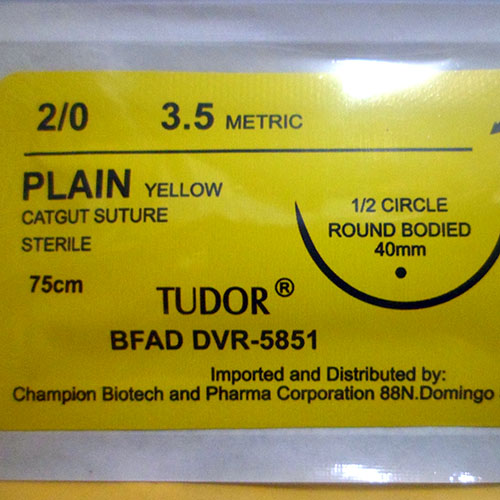 2/0 3.5 METRIC
PLAIN YELLOW
CATGUT SUTURE
STERILE
75cm
1/2 CIRCLE
ROUND BODIED
40mm
TUDOR®
BFAD DVR-5851
Imported and Distributed by:
Champion Biotech and Pharma Corporation 88N.Domingo